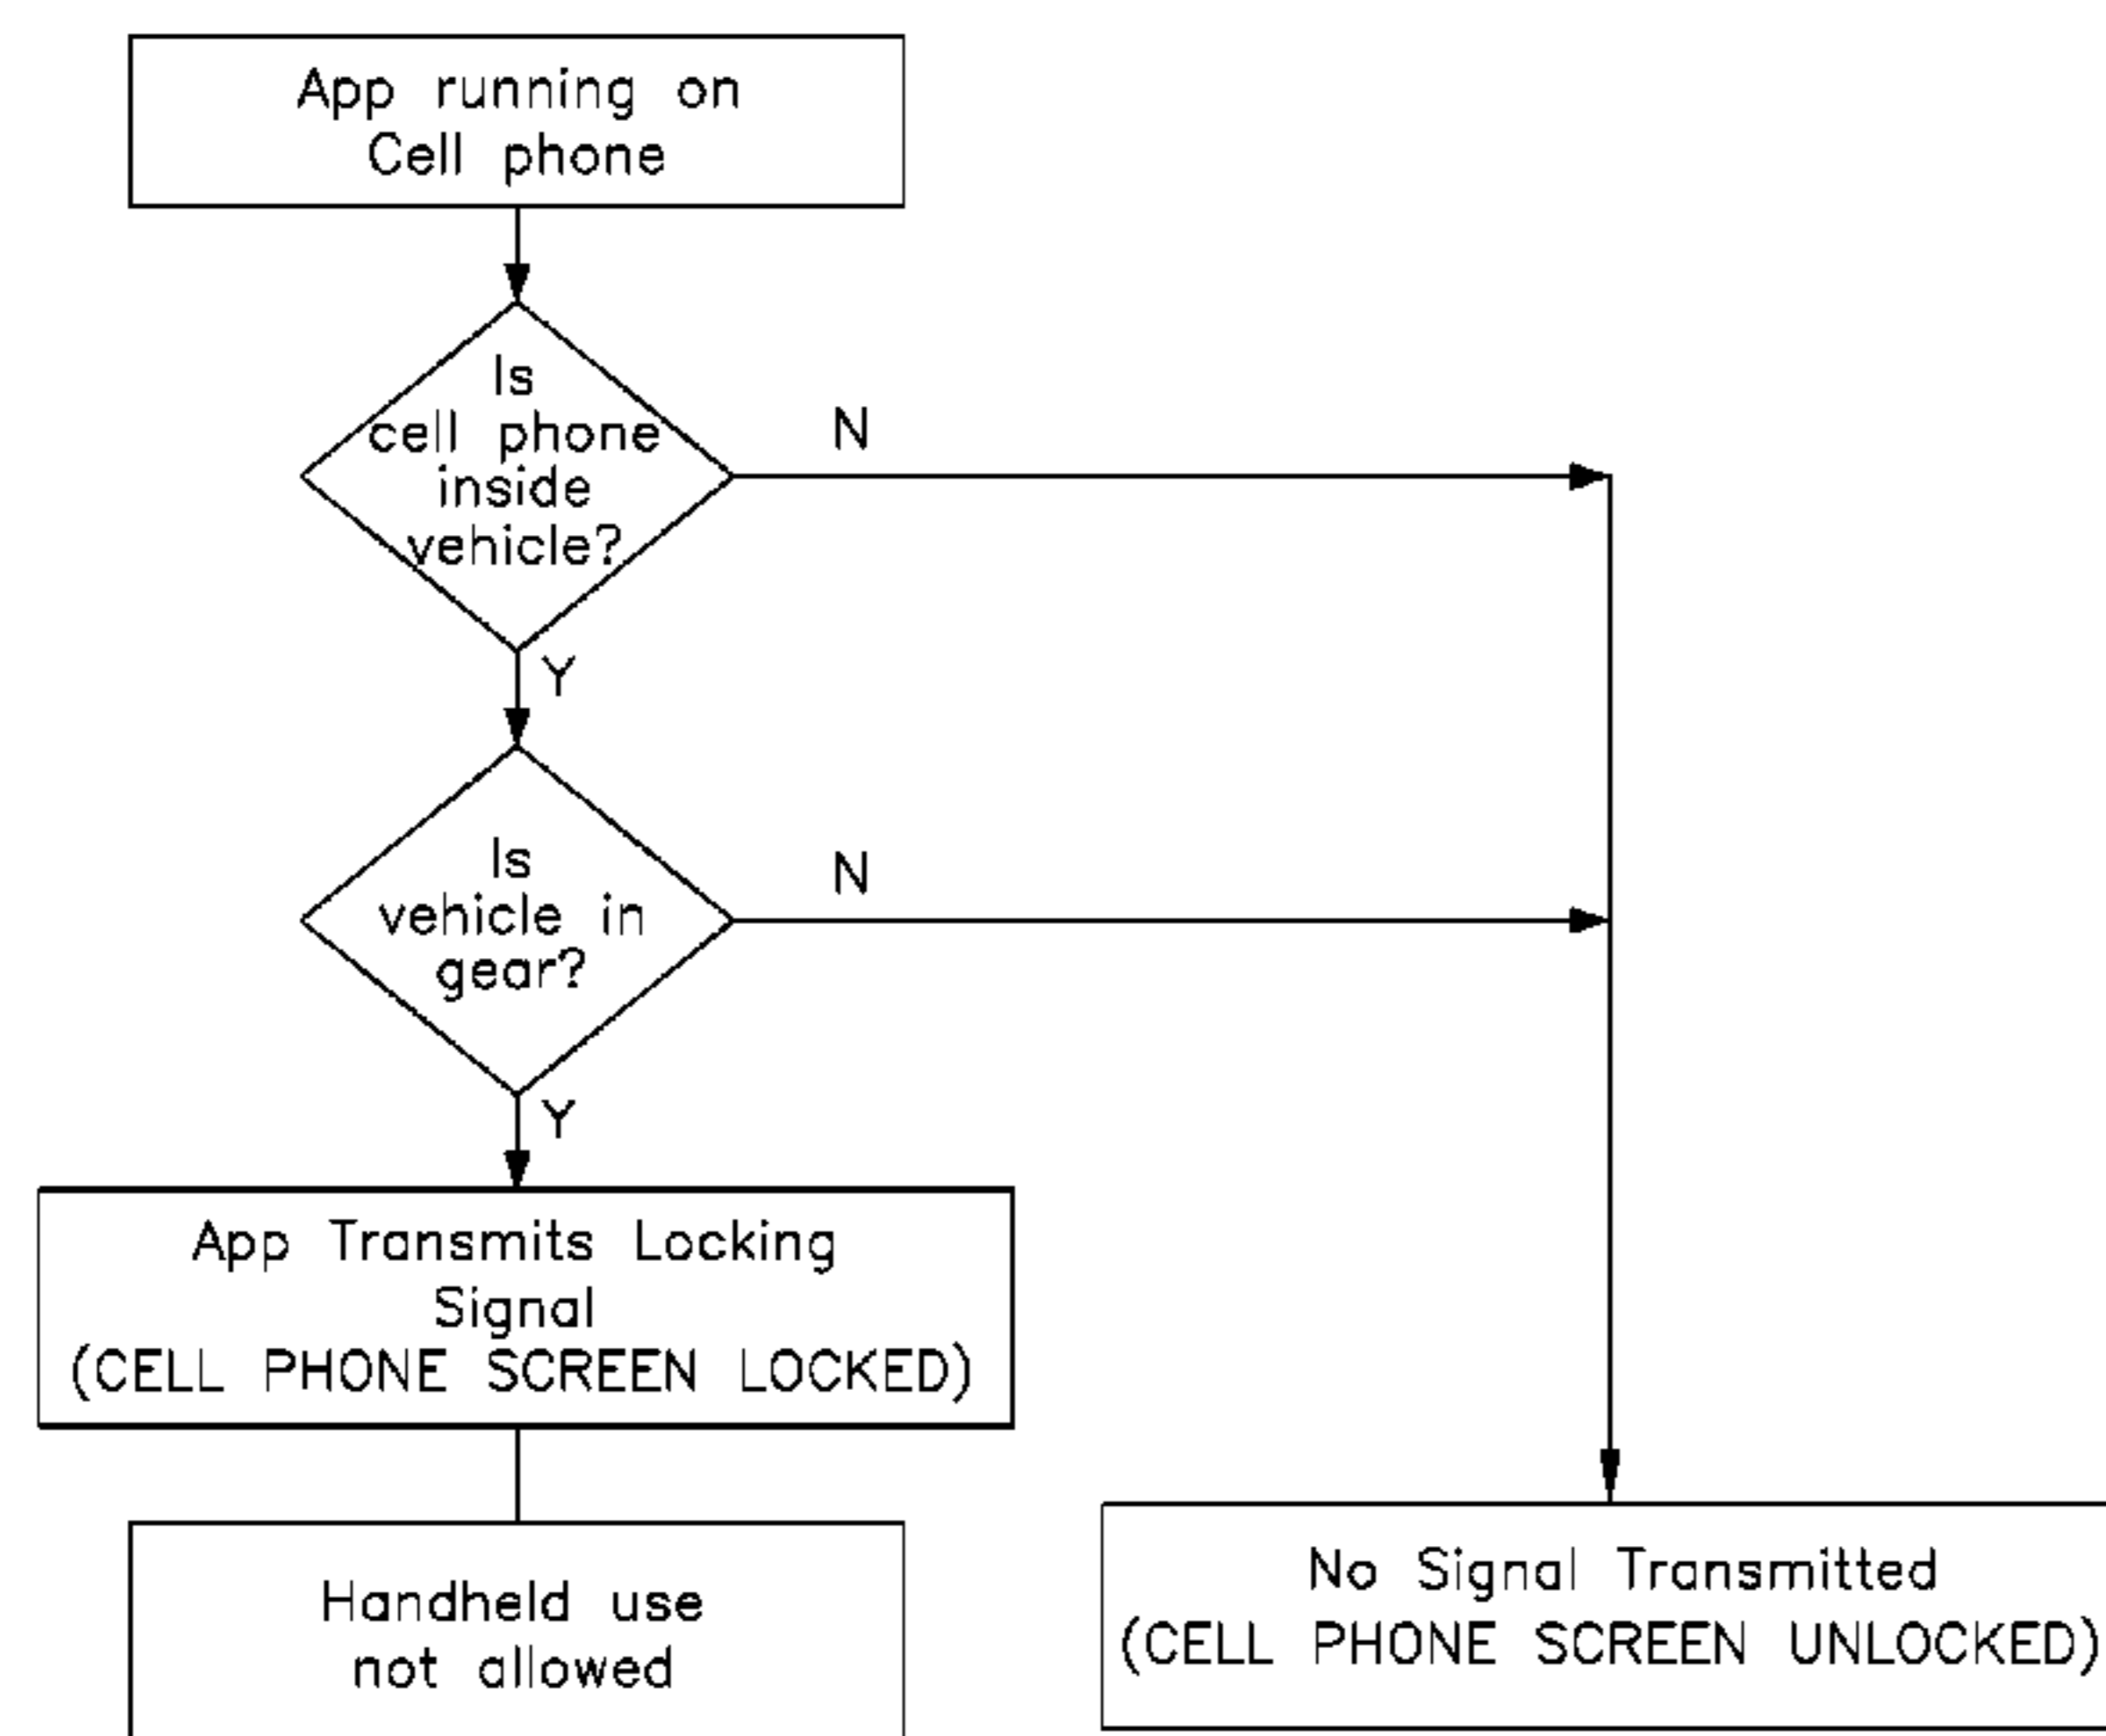 App running on
Cell phone
Is
cell phone
inside
vehicle?
N
Y
Is
vehicle in
gear?
N
Y
App Transmits Locking
Signal
(CELL PHONE SCREEN LOCKED)
Handheld use
not allowed
No Signal Transmitted
(CELL PHONE SCREEN UNLOCKED)